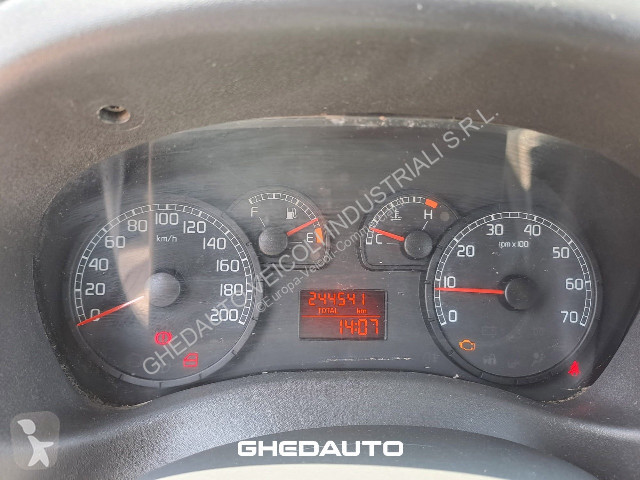 GHEDAUTO VEICOLI INDUSTRIALI S.R.L.
80 100 120
60 km/h 140
40 160
20 180
0 200
F E
C H
244541
TOTAL km
14:07
30 40
20 rpm x 100 50
10 60
0 70
GHEDAUTO